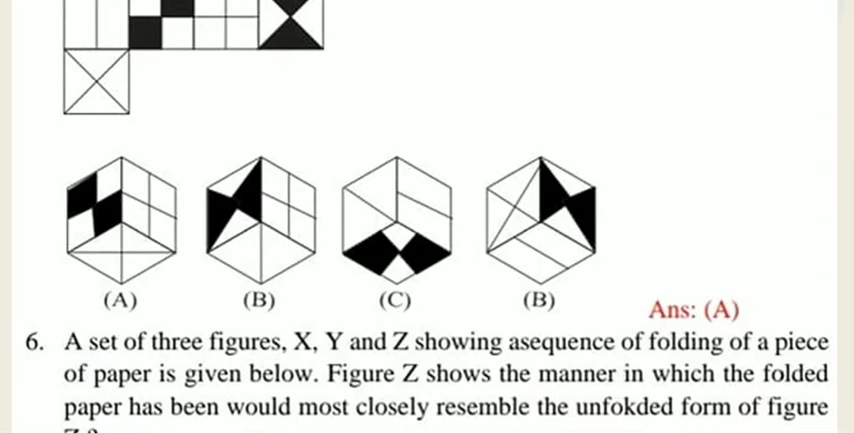 (A) (B) (C) (B)
Ans: (A)
6. A set of three figures, X, Y and Z showing asequence of folding of a piece
of paper is given below. Figure Z shows the manner in which the folded
paper has been would most closely resemble the unfokded form of figure